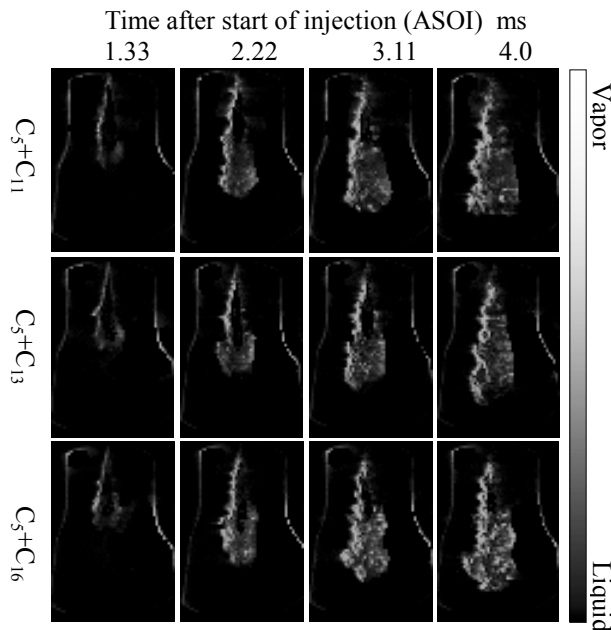 Time after start of injection (ASOI)  ms
1.33 2.22 3.11 4.0
C₅+C₁₁
C₅+C₁₃
C₅+C₁₆
Vapor
Liquid